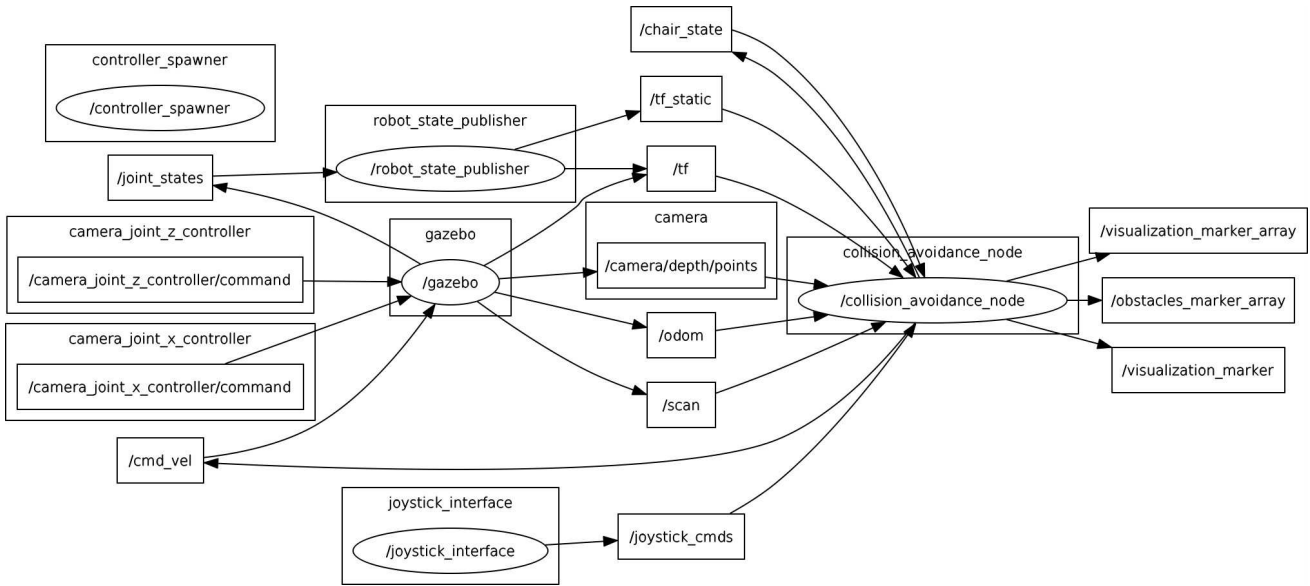 /chair_state
controller_spawner
/controller_spawner
/tf_static
robot_state_publisher
/robot_state_publisher
/joint_states
/tf
camera_joint_z_controller
/camera_joint_z_controller/command
gazebo
/gazebo
camera
/camera/depth/points
collision_avoidance_node
/collision_avoidance_node
/visualization_marker_array
/obstacles_marker_array
/visualization_marker
camera_joint_x_controller
/camera_joint_x_controller/command
/odom
/scan
/cmd_vel
joystick_interface
/joystick_interface
/joystick_cmds